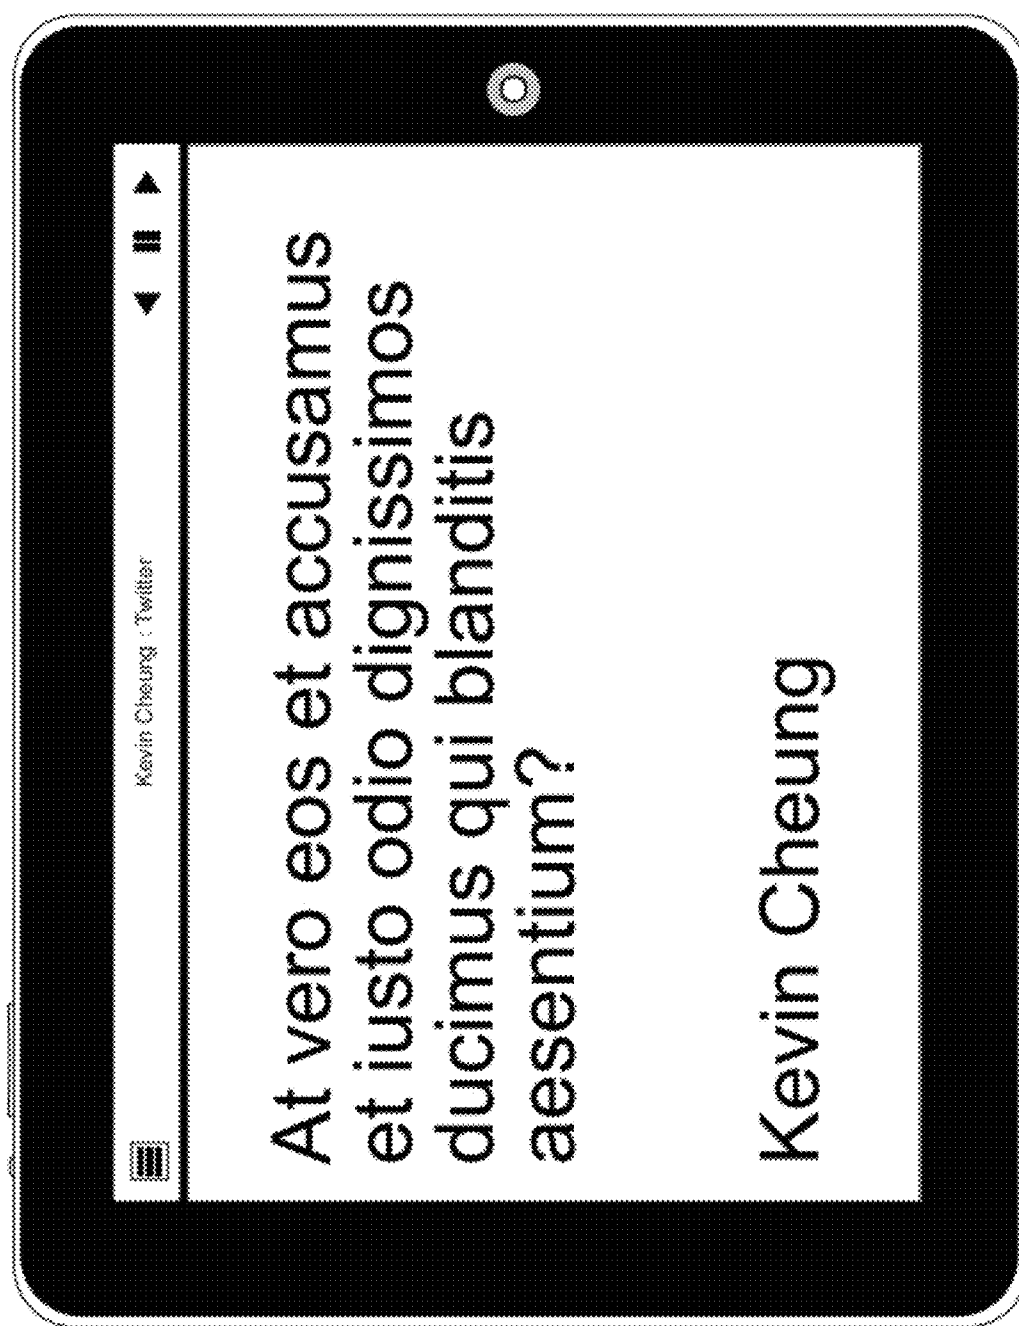 Kevin Cheung : Twitter
At vero eos et accusamus
et iusto odio dignissimos
ducimus qui blanditis
aesentium?
Kevin Cheung